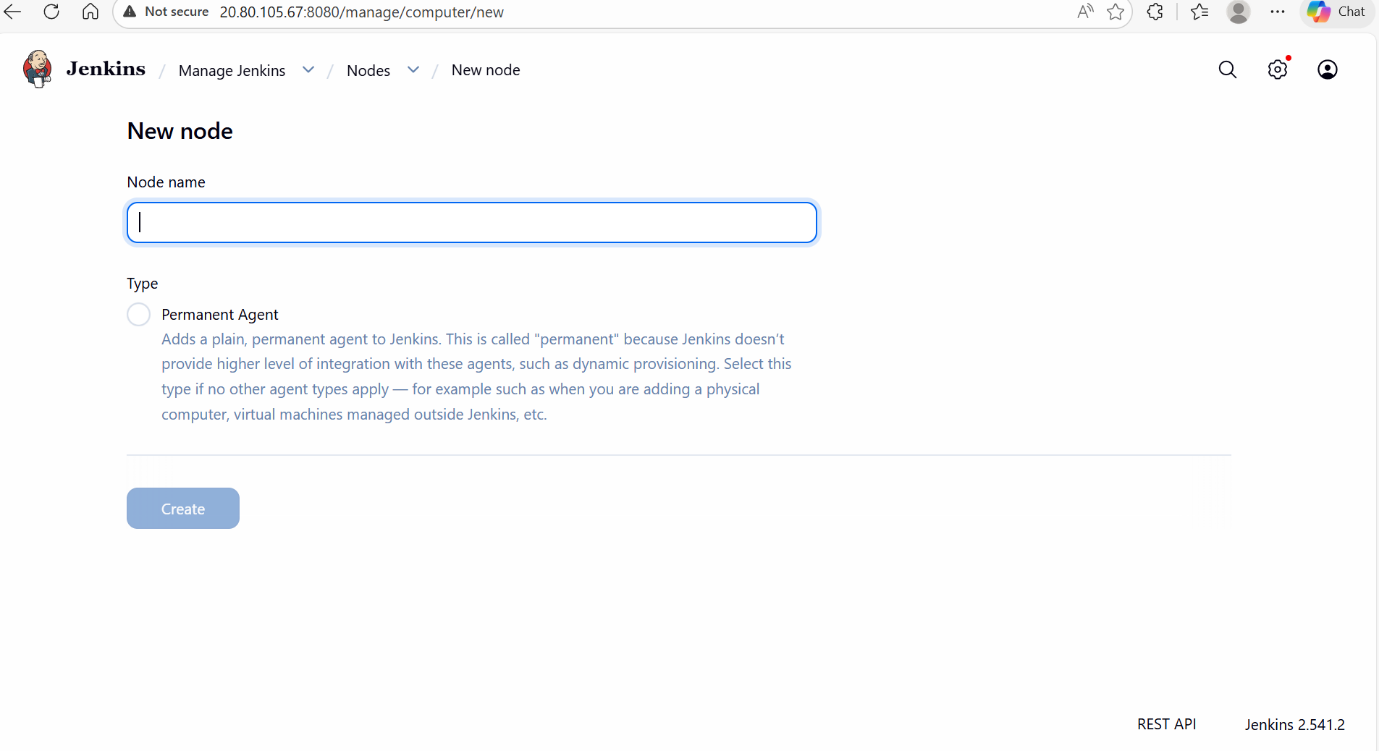 Not secure 20.80.105.67:8080/manage/computer/new
Chat
Jenkins / Manage Jenkins / Nodes / New node
New node
Node name
Type
Permanent Agent
Adds a plain, permanent agent to Jenkins. This is called "permanent" because Jenkins doesn't
provide higher level of integration with these agents, such as dynamic provisioning. Select this
type if no other agent types apply — for example such as when you are adding a physical
computer, virtual machines managed outside Jenkins, etc.
Create
REST API
Jenkins 2.541.2